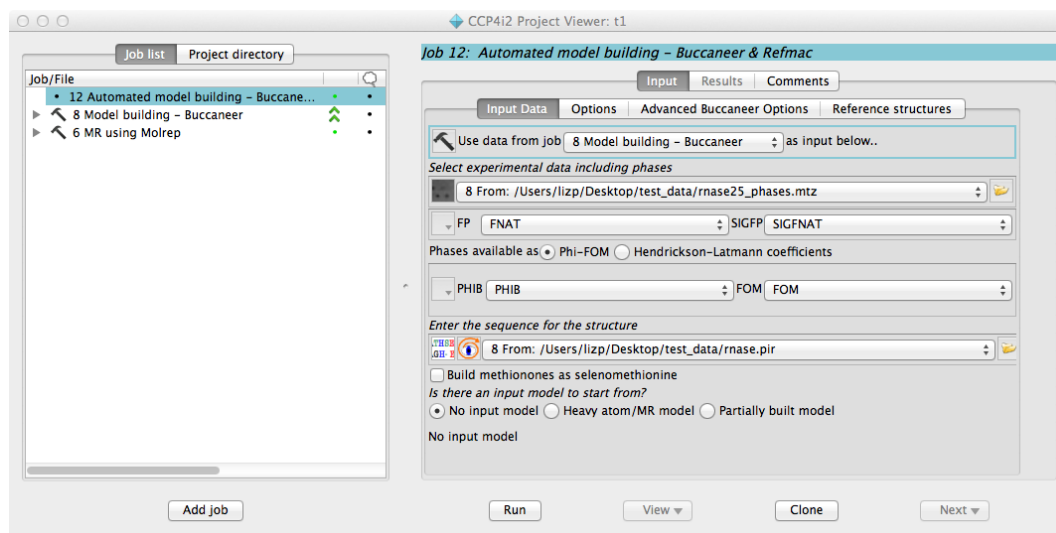 CCP4i2 Project Viewer: t1
Job list Project directory
Job/File
12 Automated model building – Buccane...
8 Model building – Buccaneer
6 MR using Molrep
Add job
Job 12: Automated model building – Buccaneer & Refmac
Input Results Comments
Input Data Options Advanced Buccaneer Options Reference structures
Use data from job 8 Model building – Buccaneer as input below..
Select experimental data including phases
8 From: /Users/lizp/Desktop/test_data/rnase25_phases.mtz
FP FNAT SIGFP SIGFNAT
Phases available as Phi-FOM Hendrickson-Latmann coefficients
PHIB PHIB FOM FOM
Enter the sequence for the structure
8 From: /Users/lizp/Desktop/test_data/rnase.pir
Build methionones as selenomethionine
Is there an input model to start from?
No input model Heavy atom/MR model Partially built model
No input model
Run View Clone Next